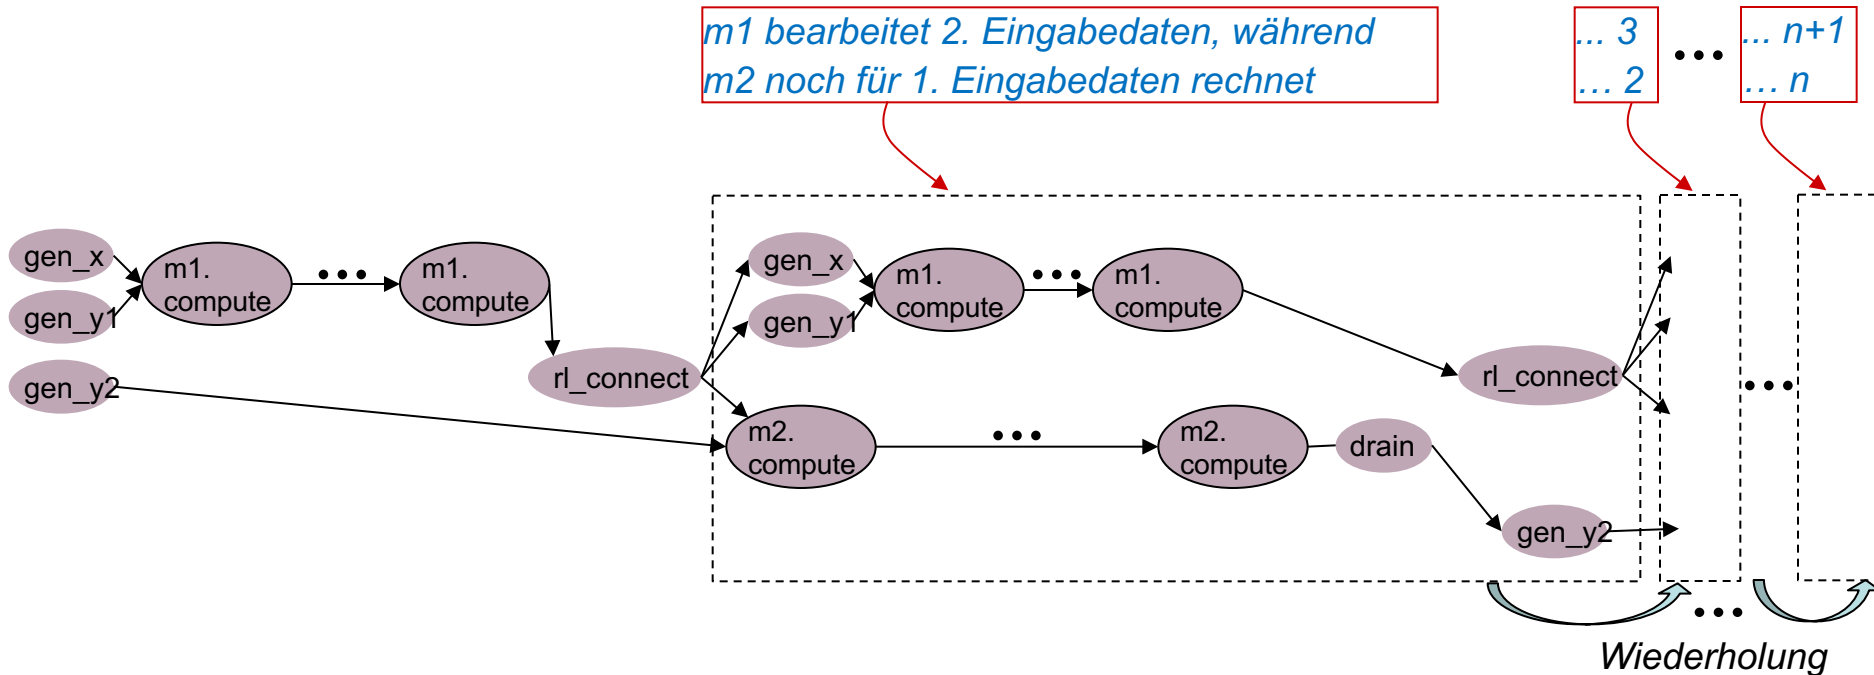 m1 bearbeitet 2. Eingabedaten, während
m2 noch für 1. Eingabedaten rechnet
... 3
... 2
...
... n+1
... n
gen_x
gen_y1
gen_y2
m1.
compute
...
m1.
compute
rl_connect
gen_x
gen_y1
m1.
compute
...
m1.
compute
rl_connect
m2.
compute
...
m2.
compute
drain
gen_y2
...
...
Wiederholung